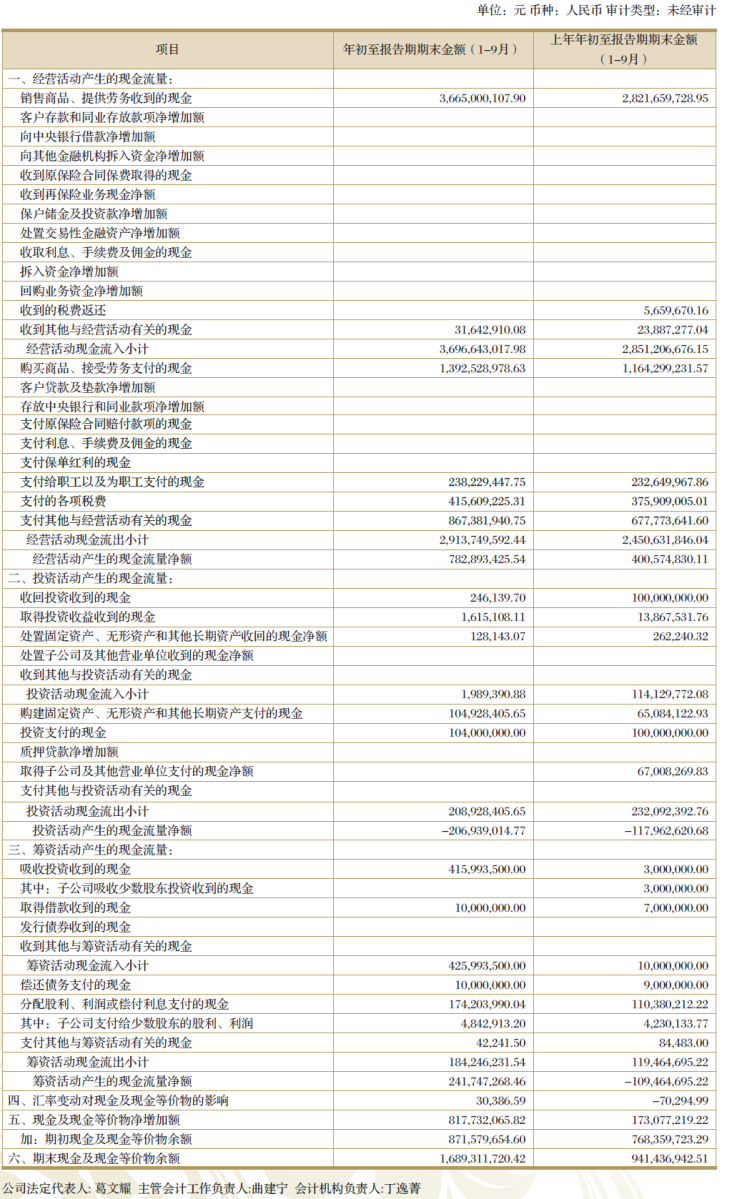 单位：元 币种：人民币 审计类型：未经审计
项目 年初至报告期期末金额（1-9月） 上年年初至报告期期末金额（1-9月）
一、经营活动产生的现金流量：
销售商品、提供劳务收到的现金 3,665,000,107.90 2,821,659,728.95
客户存款和同业存放款项净增加额
向中央银行借款净增加额
向其他金融机构拆入资金净增加额
收到原保险合同保费取得的现金
收到再保险业务现金净额
保户储金及投资款净增加额
处置交易性金融资产净增加额
收取利息、手续费及佣金的现金
拆入资金净增加额
回购业务资金净增加额
收到的税费返还 5,659,670.16
收到其他与经营活动有关的现金 31,642,910.08 23,887,277.04
经营活动现金流入小计 3,696,643,017.98 2,851,206,676.15
购买商品、接受劳务支付的现金 1,392,528,978.63 1,164,299,231.57
客户贷款及垫款净增加额
存放中央银行和同业款项净增加额
支付原保险合同赔付款项的现金
支付利息、手续费及佣金的现金
支付保单红利的现金
支付给职工以及为职工支付的现金 238,229,447.75 232,649,967.86
支付的各项税费 415,609,225.31 375,909,005.01
支付其他与经营活动有关的现金 867,381,940.75 677,773,641.60
经营活动现金流出小计 2,913,749,592.44 2,450,631,846.04
经营活动产生的现金流量净额 782,893,425.54 400,574,830.11
二、投资活动产生的现金流量：
收回投资收到的现金 246,139.70 100,000,000.00
取得投资收益收到的现金 1,615,108.11 13,867,531.76
处置固定资产、无形资产和其他长期资产收回的现金净额 128,143.07 262,240.32
处置子公司及其他营业单位收到的现金净额
收到其他与投资活动有关的现金
投资活动现金流入小计 1,989,390.88 114,129,772.08
购建固定资产、无形资产和其他长期资产支付的现金 104,928,405.65 65,084,122.93
投资支付的现金 104,000,000.00 100,000,000.00
质押贷款净增加额
取得子公司及其他营业单位支付的现金净额 67,008,269.83
支付其他与投资活动有关的现金
投资活动现金流出小计 208,928,405.65 232,092,392.76
投资活动产生的现金流量净额 -206,939,014.77 -117,962,620.68
三、筹资活动产生的现金流量：
吸收投资收到的现金 415,993,500.00 3,000,000.00
其中：子公司吸收少数股东投资收到的现金 3,000,000.00
取得借款收到的现金 10,000,000.00 7,000,000.00
发行债券收到的现金
收到其他与筹资活动有关的现金
筹资活动现金流入小计 425,993,500.00 10,000,000.00
偿还债务支付的现金 10,000,000.00 9,000,000.00
分配股利、利润或偿付利息支付的现金 174,203,990.04 110,380,212.22
其中：子公司支付给少数股东的股利、利润 4,842,913.20 4,230,133.77
支付其他与筹资活动有关的现金 42,241.50 84,483.00
筹资活动现金流出小计 184,246,231.54 119,464,695.22
筹资活动产生的现金流量净额 241,747,268.46 -109,464,695.22
四、汇率变动对现金及现金等价物的影响 30,386.59 -70,294.99
五、现金及现金等价物净增加额 817,732,065.82 173,077,219.22
加：期初现金及现金等价物余额 871,579,654.60 768,359,723.29
六、期末现金及现金等价物余额 1,689,311,720.42 941,436,942.51
公司法定代表人: 葛文耀 主管会计工作负责人:曲建宁 会计机构负责人:丁逸菁